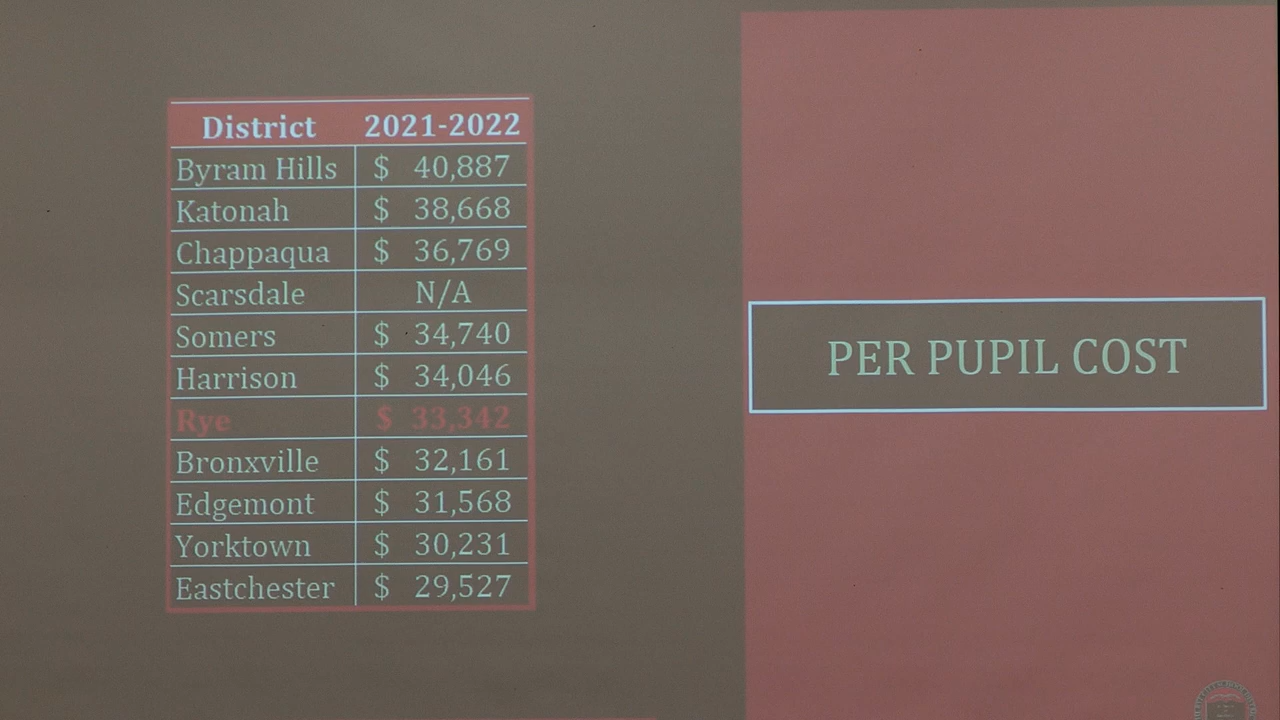 District 2021-2022
Byram Hills $ 40,887
Katonah $ 38,668
Chappaqua $ 36,769
Scarsdale N/A
Somers $ 34,740
Harrison $ 34,046
Rye $ 33,342
Bronxville $ 32,161
Edgemont $ 31,568
Yorktown $ 30,231
Eastchester $ 29,527
PER PUPIL COST